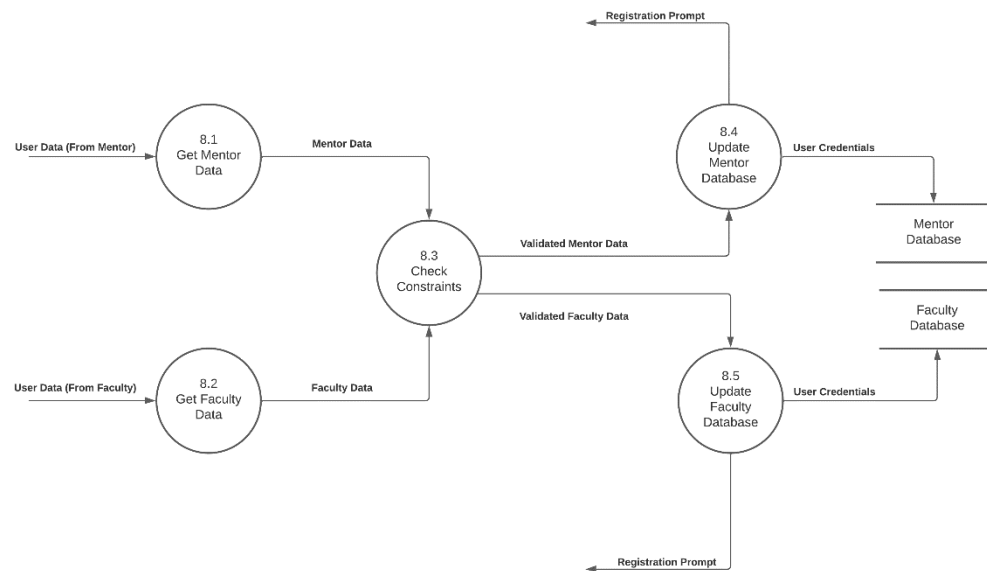 Registration Prompt
8.1
Get Mentor
Data
User Data (From Mentor)
Mentor Data
8.4
Update
Mentor
Database
User Credentials
Mentor
Database
8.3
Check
Constraints
Validated Mentor Data
Validated Faculty Data
Faculty
Database
8.2
Get Faculty
Data
User Data (From Faculty)
Faculty Data
8.5
Update
Faculty
Database
User Credentials
Registration Prompt